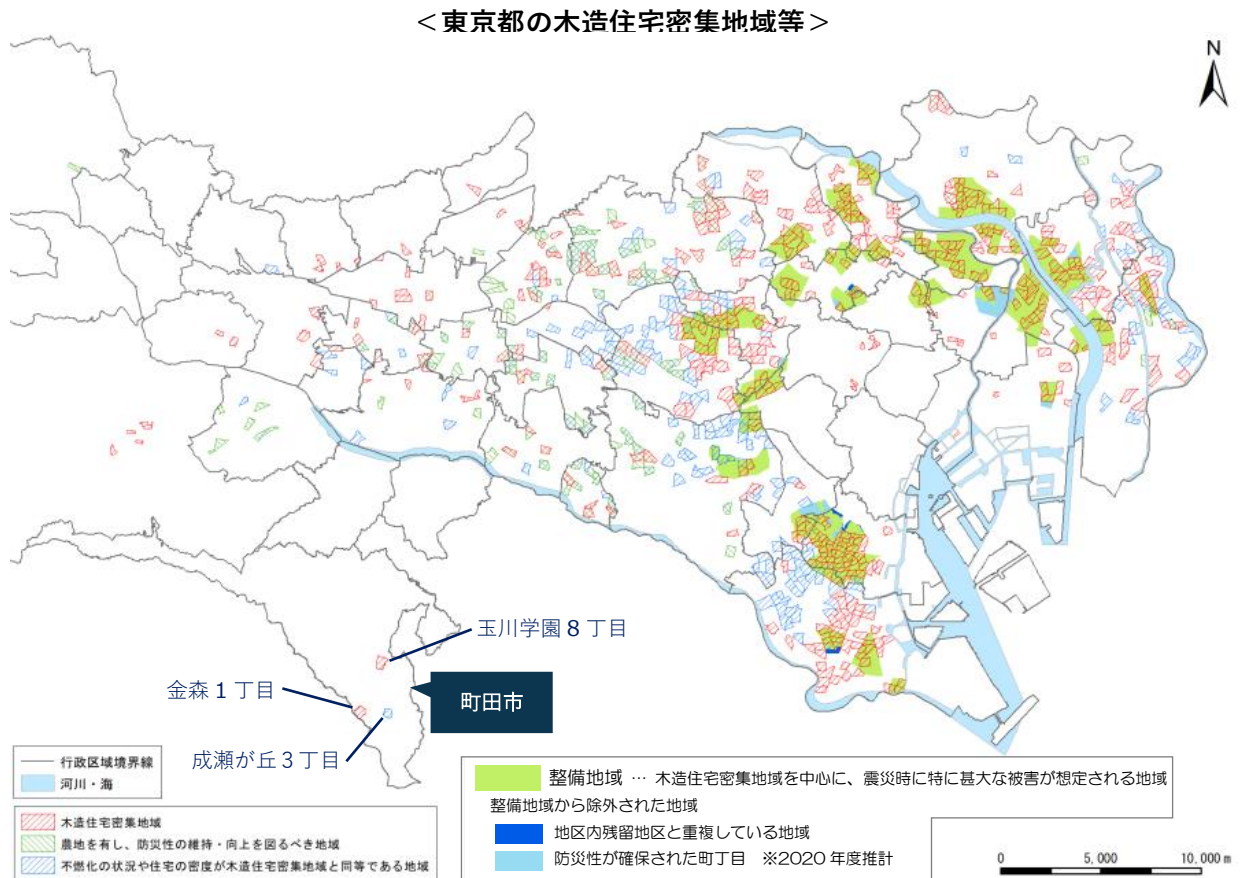 ＜東京都の木造住宅密集地域等＞
N
玉川学園８丁目
金森１丁目
町田市
成瀬が丘３丁目
行政区域境界線
河川・海
木造住宅密集地域
農地を有し、防災性の維持・向上を図るべき地域
不燃化の状況や住宅の密度が木造住宅密集地域と同等である地域
整備地域 … 木造住宅密集地域を中心に、震災時に特に甚大な被害が想定される地域
整備地域から除外された地域
地区内残留地区と重複している地域
防災性が確保された町丁目　※2020 年度推計
0 5,000 10,000 m